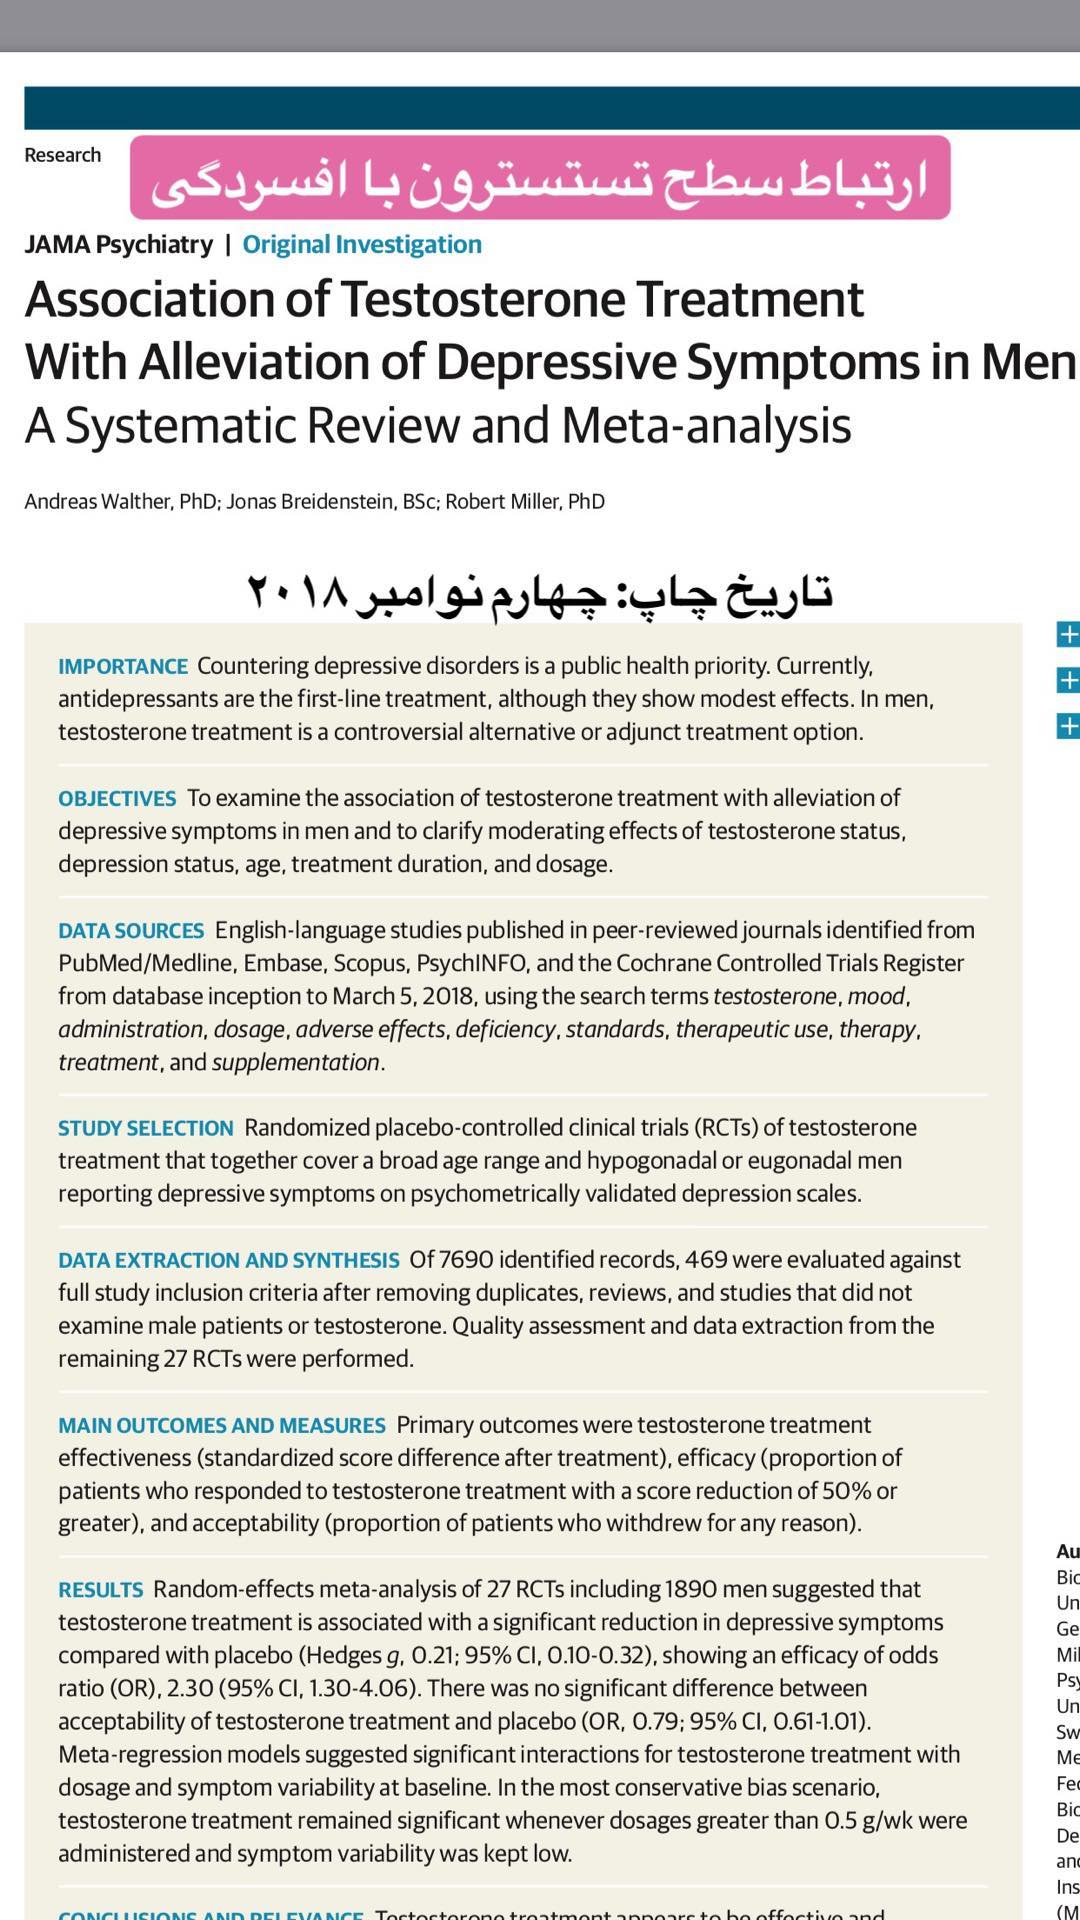 Research
ارتباط سطح تستسترون با افسردگی
JAMA Psychiatry | Original Investigation
Association of Testosterone Treatment
With Alleviation of Depressive Symptoms in Men
A Systematic Review and Meta-analysis
Andreas Walther, PhD; Jonas Breidenstein, BSc; Robert Miller, PhD
تاریخ چاپ: چهارم نوامبر ۲۰۱۸
IMPORTANCE Countering depressive disorders is a public health priority. Currently,
antidepressants are the first-line treatment, although they show modest effects. In men,
testosterone treatment is a controversial alternative or adjunct treatment option.
OBJECTIVES To examine the association of testosterone treatment with alleviation of
depressive symptoms in men and to clarify moderating effects of testosterone status,
depression status, age, treatment duration, and dosage.
DATA SOURCES English-language studies published in peer-reviewed journals identified from
PubMed/Medline, Embase, Scopus, PsychINFO, and the Cochrane Controlled Trials Register
from database inception to March 5, 2018, using the search terms testosterone, mood,
administration, dosage, adverse effects, deficiency, standards, therapeutic use, therapy,
treatment, and supplementation.
STUDY SELECTION Randomized placebo-controlled clinical trials (RCTs) of testosterone
treatment that together cover a broad age range and hypogonadal or eugonadal men
reporting depressive symptoms on psychometrically validated depression scales.
DATA EXTRACTION AND SYNTHESIS Of 7690 identified records, 469 were evaluated against
full study inclusion criteria after removing duplicates, reviews, and studies that did not
examine male patients or testosterone. Quality assessment and data extraction from the
remaining 27 RCTs were performed.
MAIN OUTCOMES AND MEASURES Primary outcomes were testosterone treatment
effectiveness (standardized score difference after treatment), efficacy (proportion of
patients who responded to testosterone treatment with a score reduction of 50% or
greater), and acceptability (proportion of patients who withdrew for any reason).
RESULTS Random-effects meta-analysis of 27 RCTs including 1890 men suggested that
testosterone treatment is associated with a significant reduction in depressive symptoms
compared with placebo (Hedges g, 0.21; 95% CI, 0.10-0.32), showing an efficacy of odds
ratio (OR), 2.30 (95% CI, 1.30-4.06). There was no significant difference between
acceptability of testosterone treatment and placebo (OR, 0.79; 95% CI, 0.61-1.01).
Meta-regression models suggested significant interactions for testosterone treatment with
dosage and symptom variability at baseline. In the most conservative bias scenario,
testosterone treatment remained significant whenever dosages greater than 0.5 g/wk were
administered and symptom variability was kept low.
CONCLUSIONS AND RELEVANCE Testosterone treatment appears to be effective and
Au
Bio
Un
Ge
Mil
Psy
Un
Sw
Me
Fed
Bio
De
and
Ins
(M